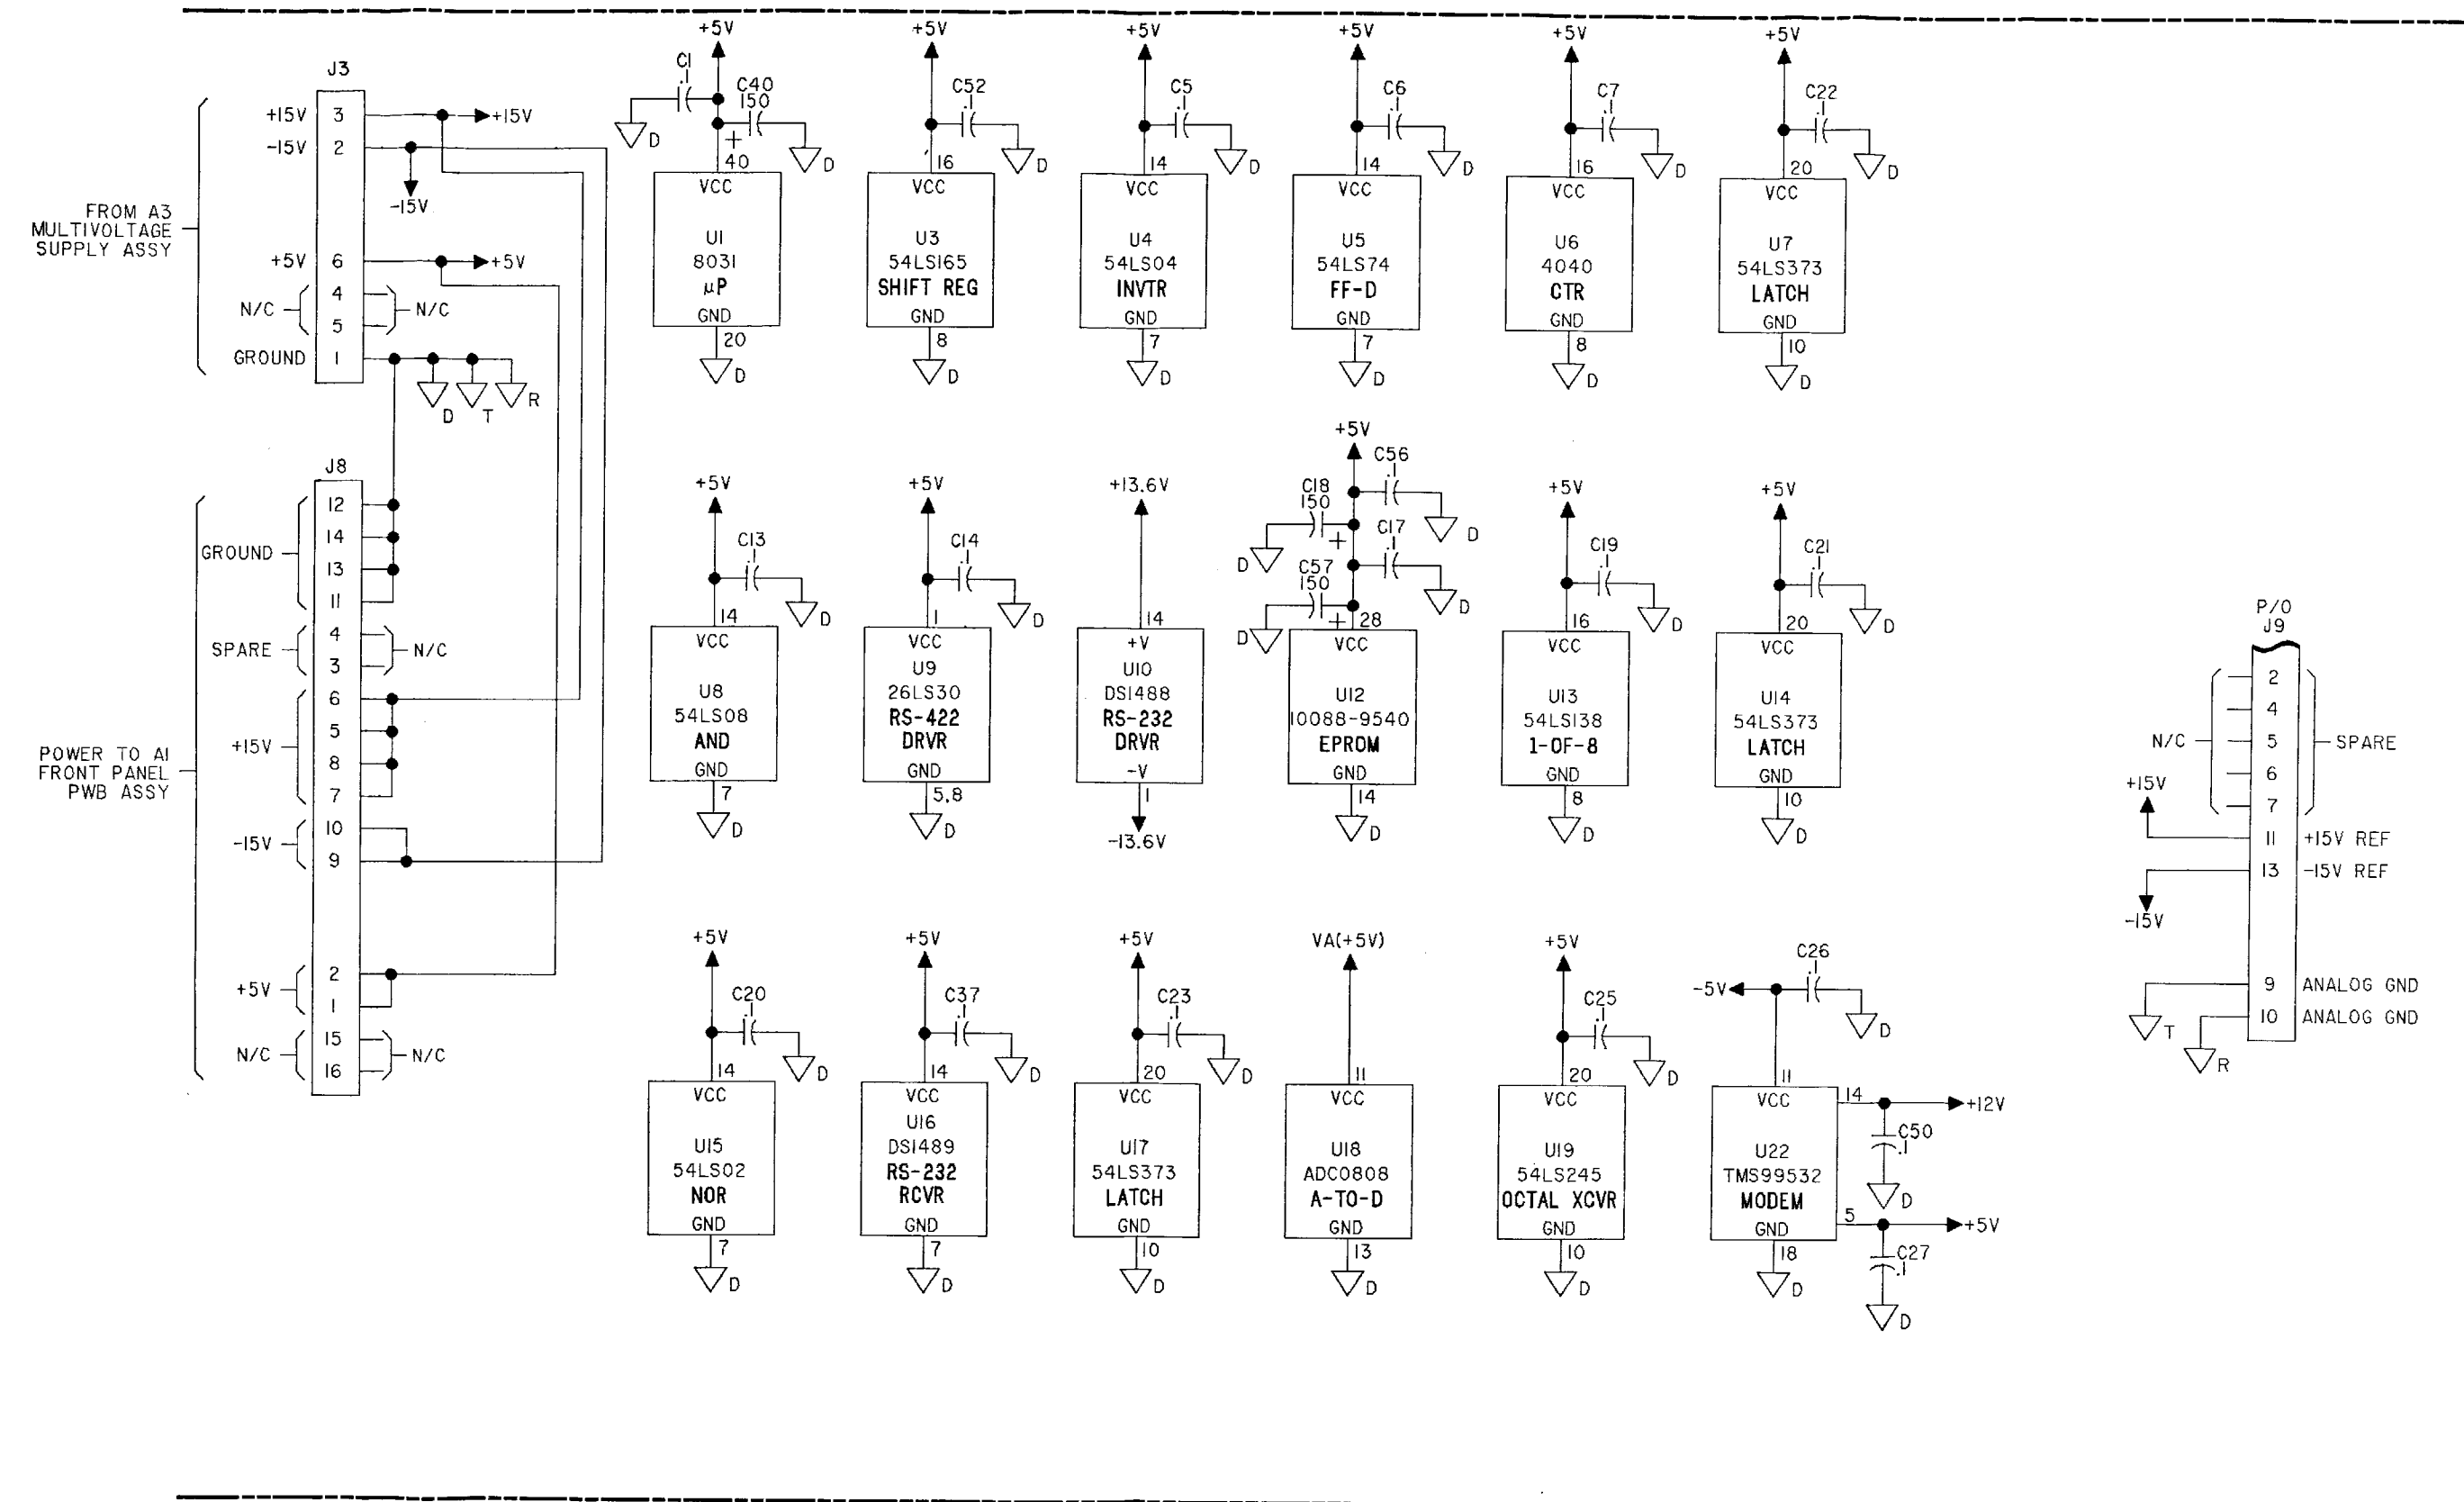 J3
+15V 3 +15V
-15V 2
-15V
FROM A3
MULTIVOLTAGE
SUPPLY ASSY
+5V 6 +5V
4
N/C N/C
5
GROUND 1
D T R
J8
12
14
GROUND
13
11
4
SPARE N/C
3
6
5
+15V
8
7
POWER TO A1
FRONT PANEL
PWB ASSY
10
-15V
9
2
+5V
1
15
N/C N/C
16
+5V
C1
.1
C40
150
D
+
D
40
VCC
U1
8031
µP
GND
20
D
+5V
C52
.1
D
16
VCC
U3
54LS165
SHIFT REG
GND
8
D
+5V
C5
.1
D
14
VCC
U4
54LS04
INVTR
GND
7
D
+5V
C6
.1
D
14
VCC
U5
54LS74
FF-D
GND
7
D
+5V
C7
.1
D
16
VCC
U6
4040
CTR
GND
8
D
+5V
C22
.1
D
20
VCC
U7
54LS373
LATCH
GND
10
D
+5V
C13
.1
D
14
VCC
U8
54LS08
AND
GND
7
D
+5V
C14
.1
D
1
VCC
U9
26LS30
RS-422
DRVR
GND
5,8
D
+13.6V
14
+V
U10
DS1488
RS-232
DRVR
-V
1
-13.6V
+5V
C56
.1
D
C18
150
+
D
C17
.1
D
C57
150
+
D
28
VCC
U12
10088-9540
EPROM
GND
14
D
+5V
C19
.1
D
16
VCC
U13
54LS138
1-OF-8
GND
8
D
+5V
C21
.1
D
20
VCC
U14
54LS373
LATCH
GND
10
D
+5V
C20
.1
D
14
VCC
U15
54LS02
NOR
GND
7
D
+5V
C37
.1
D
14
VCC
U16
DS1489
RS-232
RCVR
GND
7
D
+5V
C23
.1
D
20
VCC
U17
54LS373
LATCH
GND
10
D
VA(+5V)
11
VCC
U18
ADC0808
A-TO-D
GND
13
D
+5V
C25
.1
D
20
VCC
U19
54LS245
OCTAL XCVR
GND
10
D
-5V
C26
.1
D
11
VCC
U22
TMS99532
MODEM
GND
18
D
14 +12V
C50
.1
D
5 +5V
C27
.1
D
P/O
J9
2
4
N/C 5 SPARE
6
7
+15V
11 +15V REF
13 -15V REF
-15V
9 ANALOG GND
T
10 ANALOG GND
R